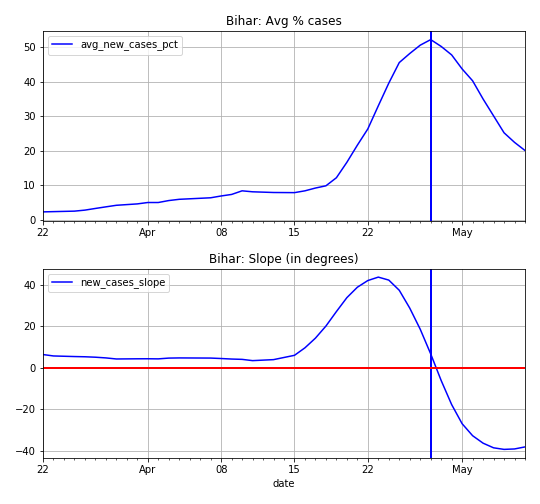 Bihar: Avg % cases
avg_new_cases_pct
50
40
30
20
10
0
22 Apr 08 15 22 May
Bihar: Slope (in degrees)
new_cases_slope
40
20
0
−20
−40
22 Apr 08 15 22 May
date